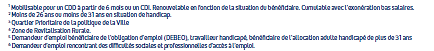 ¹ Mobilisable pour un CDD à partir de 6 mois ou un CDI. Renouvelable en fonction de la situation du bénéficiaire. Cumulable avec l'exonération bas salaires.
² Moins de 26 ans ou moins de 31 ans en situation de handicap.
³ Quartier Prioritaire de la politique de la Ville
⁴ Zone de Revitalisation Rurale.
⁵ Demandeur d'emploi bénéficiaire de l'obligation d'emploi (DEBEO), travailleur handicapé, bénéficiaire de l'allocation adulte handicapé de plus de 31 ans
⁶ Demandeur d'emploi rencontrant des difficultés sociales et professionnelles d'accès à l'emploi.